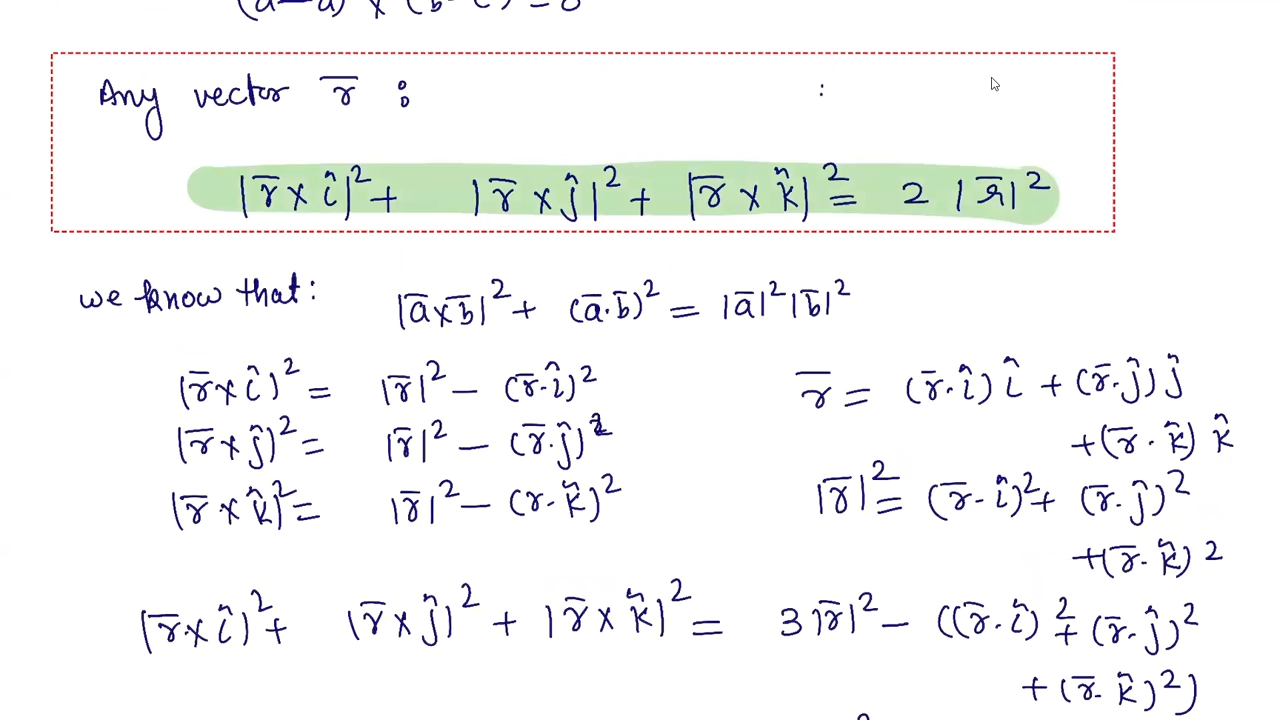 (a̅ − d̅) × (b̅ − c̅) = 0
Any vector r̅ :
:
|r̅ × î|² + |r̅ × ĵ|² + |r̅ × k̂|² = 2 |r̅|²
we know that: |a̅ × b̅|² + (a̅·b̅)² = |a̅|² |b̅|²
|r̅ × î)² = |r̅|² − (r̅·î)²
|r̅ × ĵ)² = |r̅|² − (r̅·ĵ)²
|r̅ × k̂|² = |r̅|² − (r·k̂)²
r̅ = (r̅·î) î + (r̅·ĵ) ĵ
+ (r̅·k̂) k̂
|r̅|² = (r̅·î)² + (r̅·ĵ)²
+ (r̅·k̂)²
|r̅ × î)² + |r̅ × ĵ)² + |r̅ × k̂|² = 3 |r̅|² − ((r̅·î)² + (r̅·ĵ)²
+ (r̅·k̂)²)